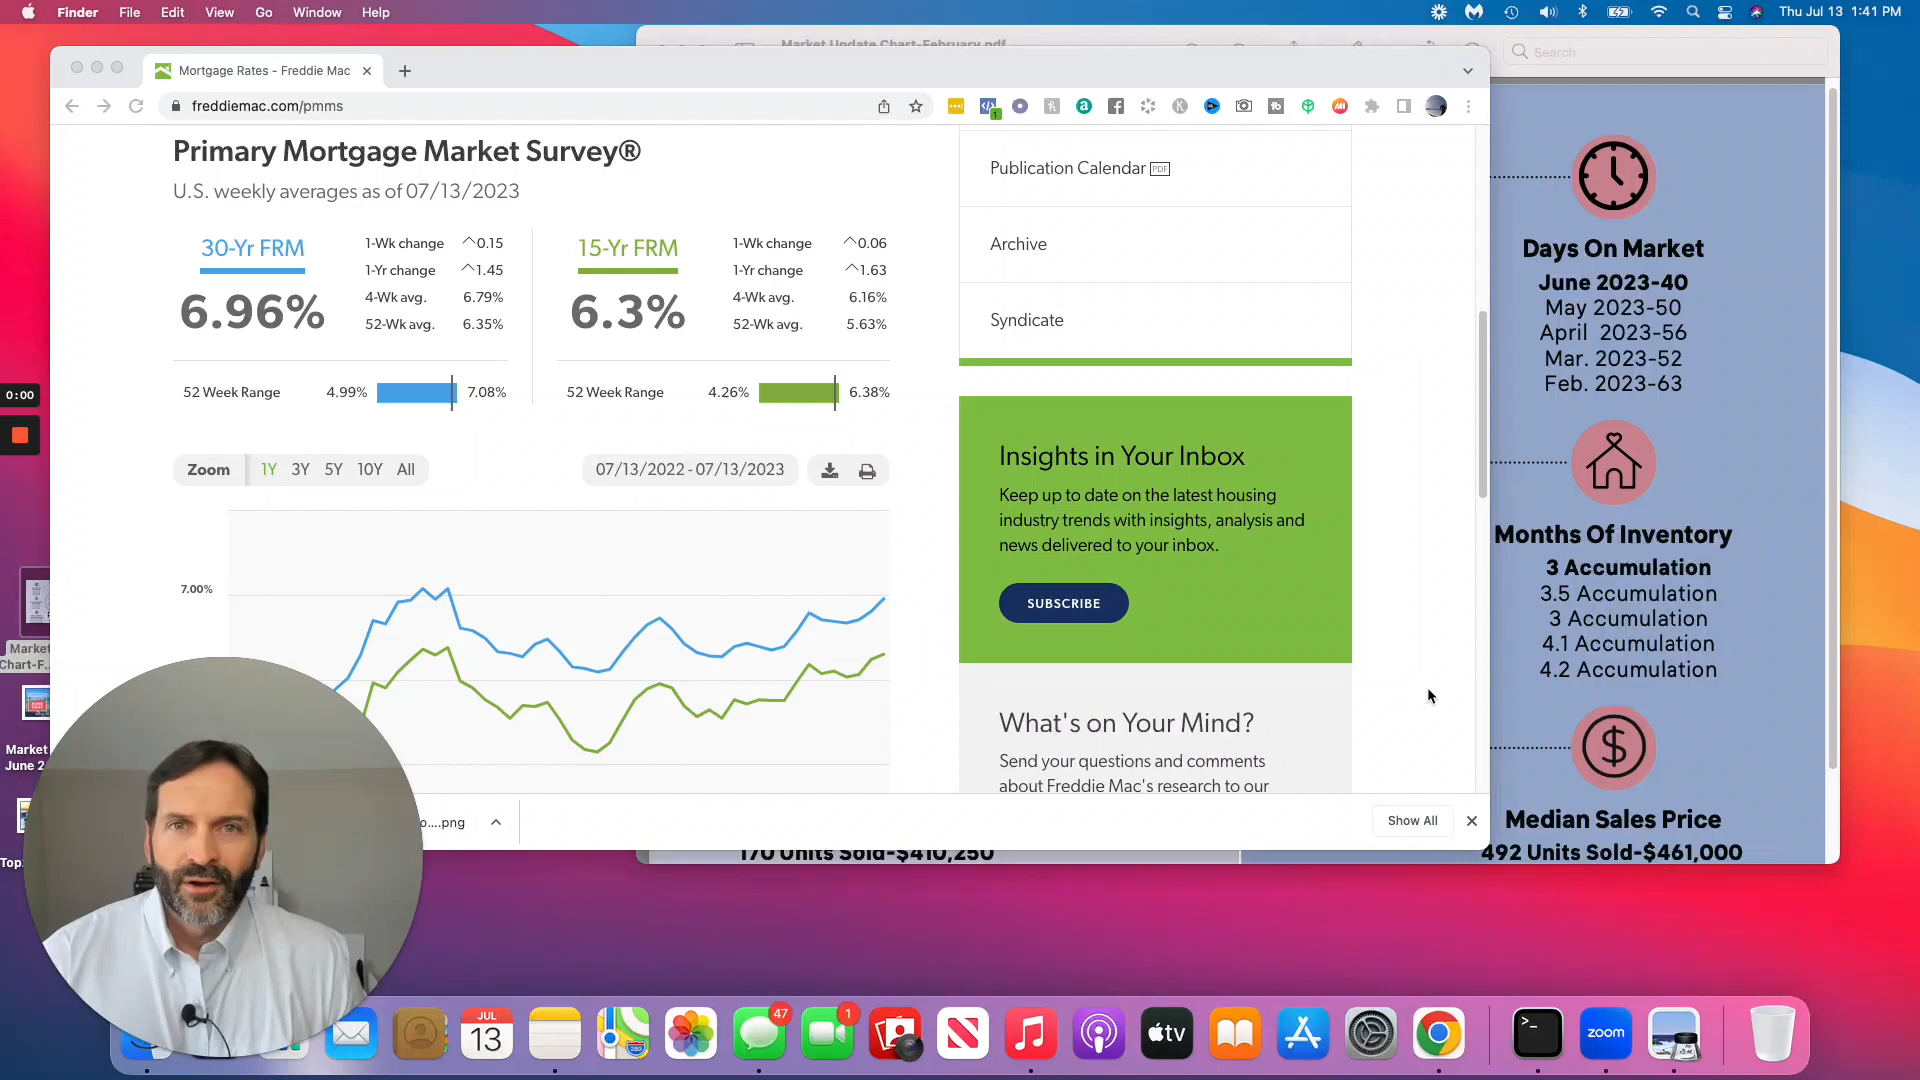 Finder File Edit View Go Window Help
Thu Jul 13 1:41 PM
Market Update Chart-February.pdf
Search
Mortgage Rates - Freddie Mac
freddiemac.com/pmms
1
Primary Mortgage Market Survey®
U.S. weekly averages as of 07/13/2023
30-Yr FRM
6.96%
1-Wk change 0.15
1-Yr change 1.45
4-Wk avg. 6.79%
52-Wk avg. 6.35%
15-Yr FRM
6.3%
1-Wk change 0.06
1-Yr change 1.63
4-Wk avg. 6.16%
52-Wk avg. 5.63%
52 Week Range 4.99% 7.08%
52 Week Range 4.26% 6.38%
Zoom 1Y 3Y 5Y 10Y All
07/13/2022 - 07/13/2023
7.00%
Publication Calendar PDF
Archive
Syndicate
Insights in Your Inbox
Keep up to date on the latest housing
industry trends with insights, analysis and
news delivered to your inbox.
SUBSCRIBE
What's on Your Mind?
Send your questions and comments
about Freddie Mac's research to our
o....png
Show All
Days On Market
June 2023-40
May 2023-50
April 2023-56
Mar. 2023-52
Feb. 2023-63
Months Of Inventory
3 Accumulation
3.5 Accumulation
3 Accumulation
4.1 Accumulation
4.2 Accumulation
Median Sales Price
170 Units Sold-$410,250
492 Units Sold-$461,000
0:00
Market
Chart-F...
Market
June 2
Top
JUL
13
47
1
280
tv
zoom